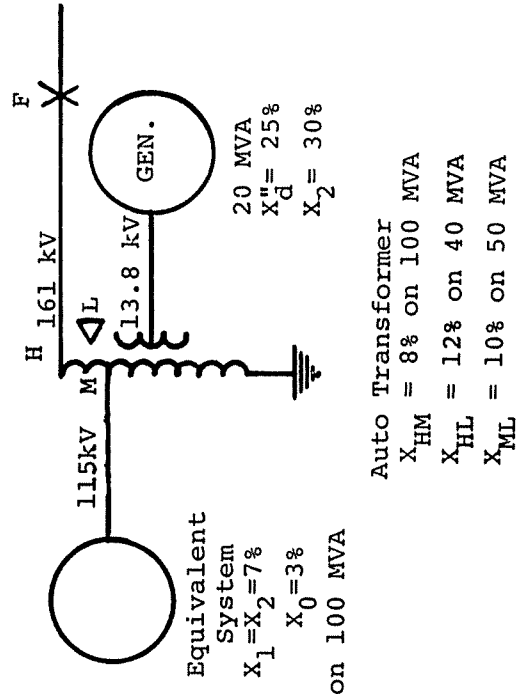 F
H 161 kV
L
M
13.8 kV
GEN.
115kV
20 MVA
X"d = 25%
X2 = 30%
Equivalent
System
X1=X2=7%
X0=3%
on 100 MVA
Auto Transformer
XHM = 8% on 100 MVA
XHL = 12% on 40 MVA
XML = 10% on 50 MVA